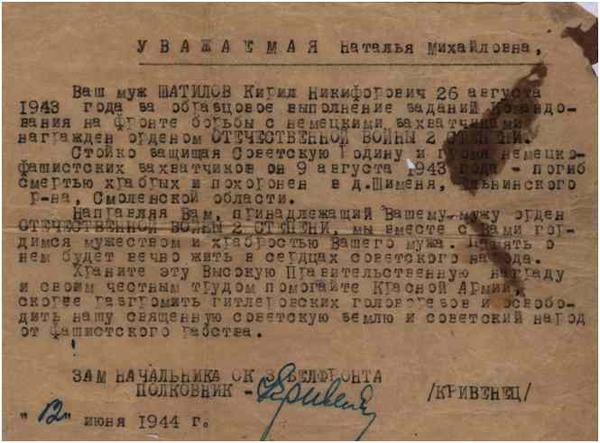 УВАЖАЕМАЯ Наталья Михайловна,
Ваш муж ШАТИЛОВ Кирил Никифорович 26 августа
1943 года за образцовое выполнение заданий Командо-
вания на фронте борьбы с немецкими захватчиками
награжден орденом ОТЕЧЕСТВЕННОЙ ВОЙНЫ 2 СТЕПЕНИ.
Стойко защищая Советскую Родину и громя немецко-
фашистских захватчиков он 9 августа 1943 года - погиб
смертью храбрых и похоронен в д.Шименя, Ельнинского
р-на, Смоленской области.
Направляя Вам, принадлежащий Вашему мужу орден
ОТЕЧЕСТВЕННОЙ ВОЙНЫ 2 СТЕПЕНИ, мы вместе с Вами гор-
димся мужеством и храбростью Вашего мужа. Память о
нем будет вечно жить в сердцах советского народа.
Храните эту Высокую Правительственную награду
и своим честным трудом помогайте Красной Армии
скорее разгромить гитлеровских головорезов и освобо-
дить нашу священную советскую землю и советский народ
от фашистского рабства.
ЗАМ НАЧАЛЬНИКА ОК 3 БЕЛФРОНТА
ПОЛКОВНИК - /КРИВЕНЕЦ/
"12" июня 1944 г.